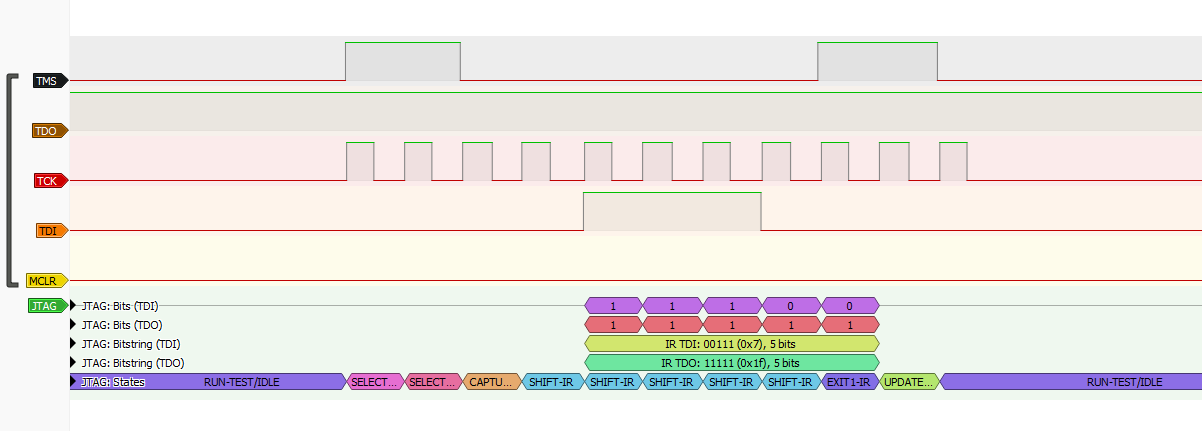 TMS
TDO
TCK
TDI
MCLR
JTAG JTAG: Bits (TDI) 1 1 1 0 0
JTAG: Bits (TDO) 1 1 1 1 1
JTAG: Bitstring (TDI) IR TDI: 00111 (0x7), 5 bits
JTAG: Bitstring (TDO) IR TDO: 11111 (0x1f), 5 bits
JTAG: States RUN-TEST/IDLE SELECT... SELECT... CAPTU... SHIFT-IR SHIFT-IR SHIFT-IR SHIFT-IR SHIFT-IR EXIT1-IR UPDATE... RUN-TEST/IDLE